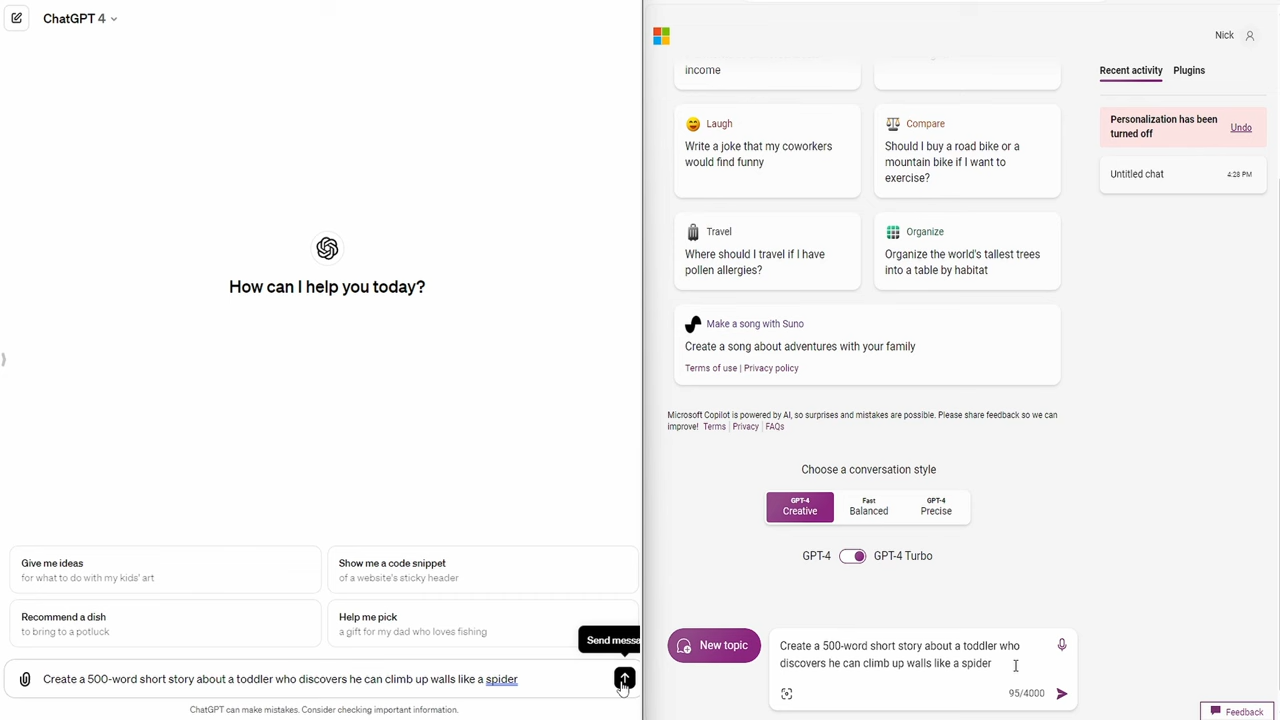 ChatGPT 4
How can I help you today?
Give me ideas
for what to do with my kids' art
Show me a code snippet
of a website's sticky header
Recommend a dish
to bring to a potluck
Help me pick
a gift for my dad who loves fishing
Send messa
Create a 500-word short story about a toddler who discovers he can climb up walls like a spider
ChatGPT can make mistakes. Consider checking important information.
Nick
income
Laugh
Write a joke that my coworkers
would find funny
Compare
Should I buy a road bike or a
mountain bike if I want to
exercise?
Travel
Where should I travel if I have
pollen allergies?
Organize
Organize the world's tallest trees
into a table by habitat
Make a song with Suno
Create a song about adventures with your family
Terms of use | Privacy policy
Microsoft Copilot is powered by AI, so surprises and mistakes are possible. Please share feedback so we can
improve! Terms | Privacy | FAQs
Choose a conversation style
GPT-4
Creative
Fast
Balanced
GPT-4
Precise
GPT-4
GPT-4 Turbo
New topic
Create a 500-word short story about a toddler who
discovers he can climb up walls like a spider
95/4000
Recent activity
Plugins
Personalization has been
turned off
Undo
Untitled chat
4:28 PM
Feedback